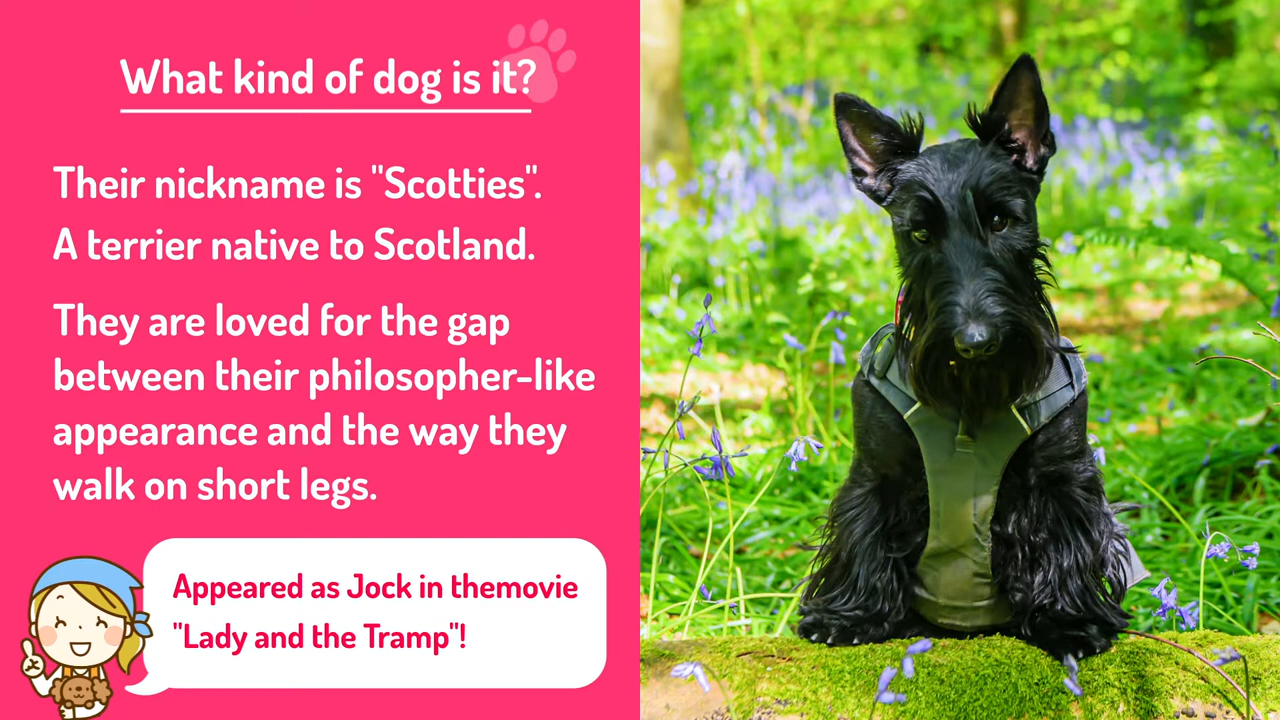 What kind of dog is it?
Their nickname is "Scotties".
A terrier native to Scotland.
They are loved for the gap
between their philosopher-like
appearance and the way they
walk on short legs.
Appeared as Jock in themovie
"Lady and the Tramp"!